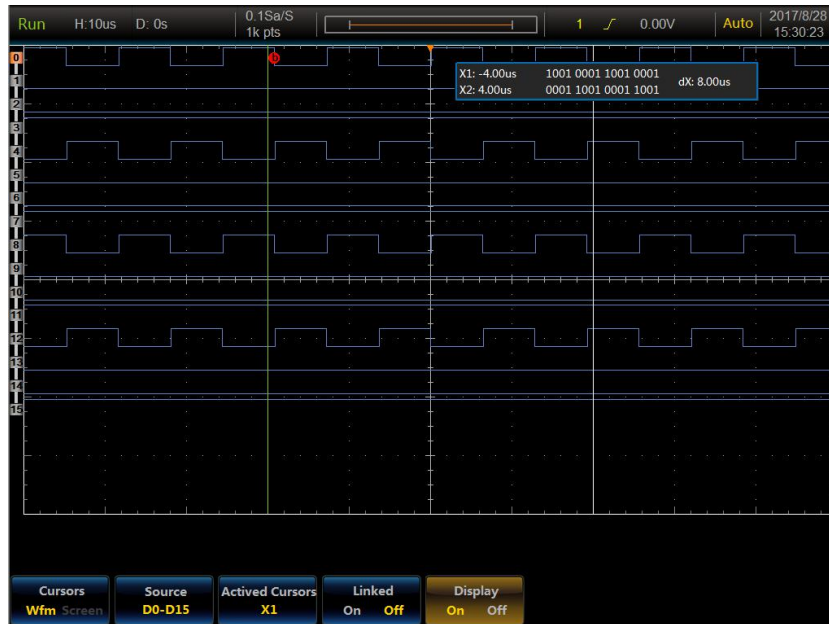 Run H:10us D: 0s 0.1Sa/S 1 0.00V Auto 2017/8/28
1k pts 15:30:23
0
b
X1: -4.00us 1001 0001 1001 0001 dX: 8.00us
X2: 4.00us 0001 1001 0001 1001
1
2
3
4
5
6
7
8
9
10
11
12
13
14
15
Cursors Source Actived Cursors Linked Display
Wfm Screen D0-D15 X1 On Off On Off